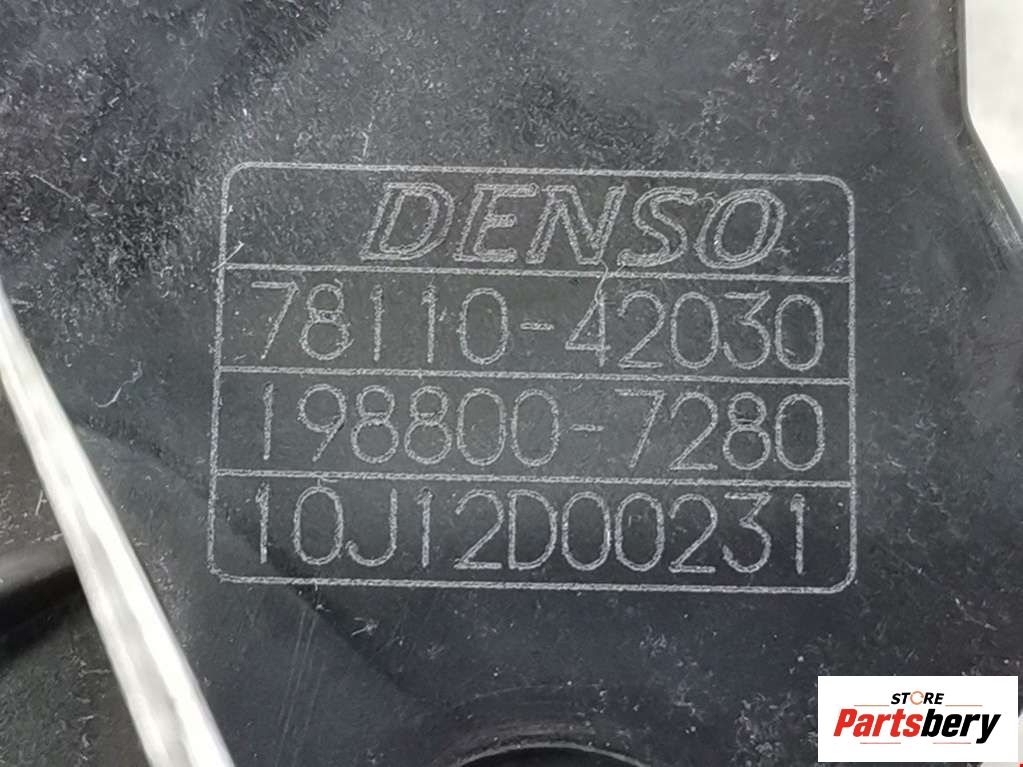 DENSO
78110-42030
198800-7280
10J12D00231
STORE
Partsbery